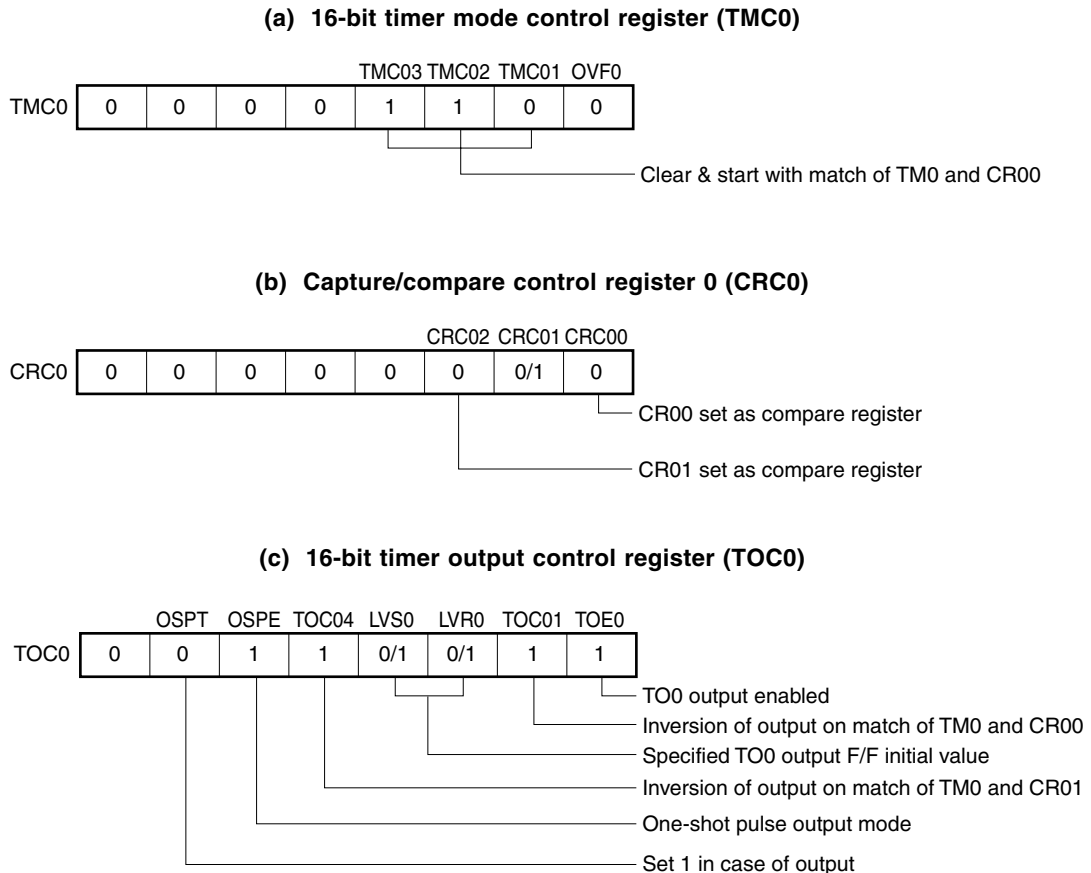 (a) 16-bit timer mode control register (TMC0)
TMC03 TMC02 TMC01 OVF0
TMC0 0 0 0 0 1 1 0 0
Clear & start with match of TM0 and CR00
(b) Capture/compare control register 0 (CRC0)
CRC02 CRC01 CRC00
CRC0 0 0 0 0 0 0 0/1 0
CR00 set as compare register
CR01 set as compare register
(c) 16-bit timer output control register (TOC0)
OSPT OSPE TOC04 LVS0 LVR0 TOC01 TOE0
TOC0 0 0 1 1 0/1 0/1 1 1
TO0 output enabled
Inversion of output on match of TM0 and CR00
Specified TO0 output F/F initial value
Inversion of output on match of TM0 and CR01
One-shot pulse output mode
Set 1 in case of output